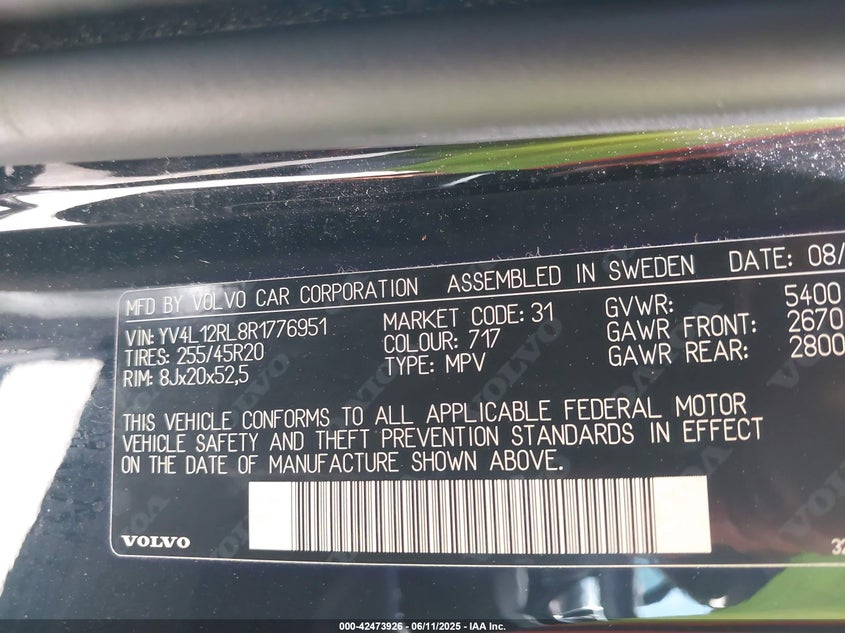 MFD BY VOLVO CAR CORPORATION ASSEMBLED IN SWEDEN DATE: 08/
VIN: YV4L12RL8R1776951 MARKET CODE: 31 GVWR: 5400
TIRES: 255/45R20 COLOUR: 717 GAWR FRONT: 2670
RIM: 8Jx20x52,5 TYPE: MPV GAWR REAR: 2800
THIS VEHICLE CONFORMS TO ALL APPLICABLE FEDERAL MOTOR
VEHICLE SAFETY AND THEFT PREVENTION STANDARDS IN EFFECT
ON THE DATE OF MANUFACTURE SHOWN ABOVE.
VOLVO
32
000-42473926 - 06/11/2025 - IAA Inc.